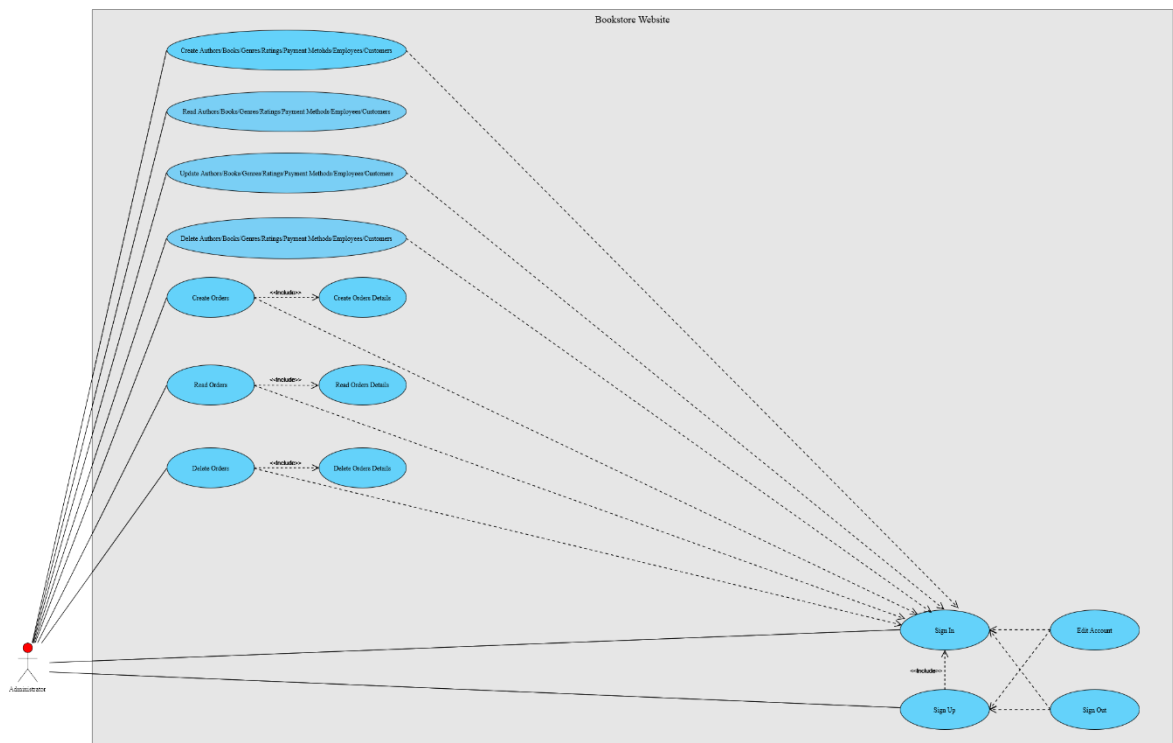 Bookstore Website
Create Authors/Books/Genres/Ratings/Payment Metohds/Employees/Customers
Read Authors/Books/Genres/Ratings/Payment Methods/Employees/Customers
Update Authors/Books/Genres/Ratings/Payment Methods/Employees/Customers
Delete Authors/Books/Genres/Ratings/Payment Methods/Employees/Customers
Create Orders
<<Include>>
Create Orders Details
Read Orders
<<Include>>
Read Orders Details
Delete Orders
<<Include>>
Delete Orders Details
Sign In
Edit Account
<<Include>>
Administrator
Sign Up
Sign Out